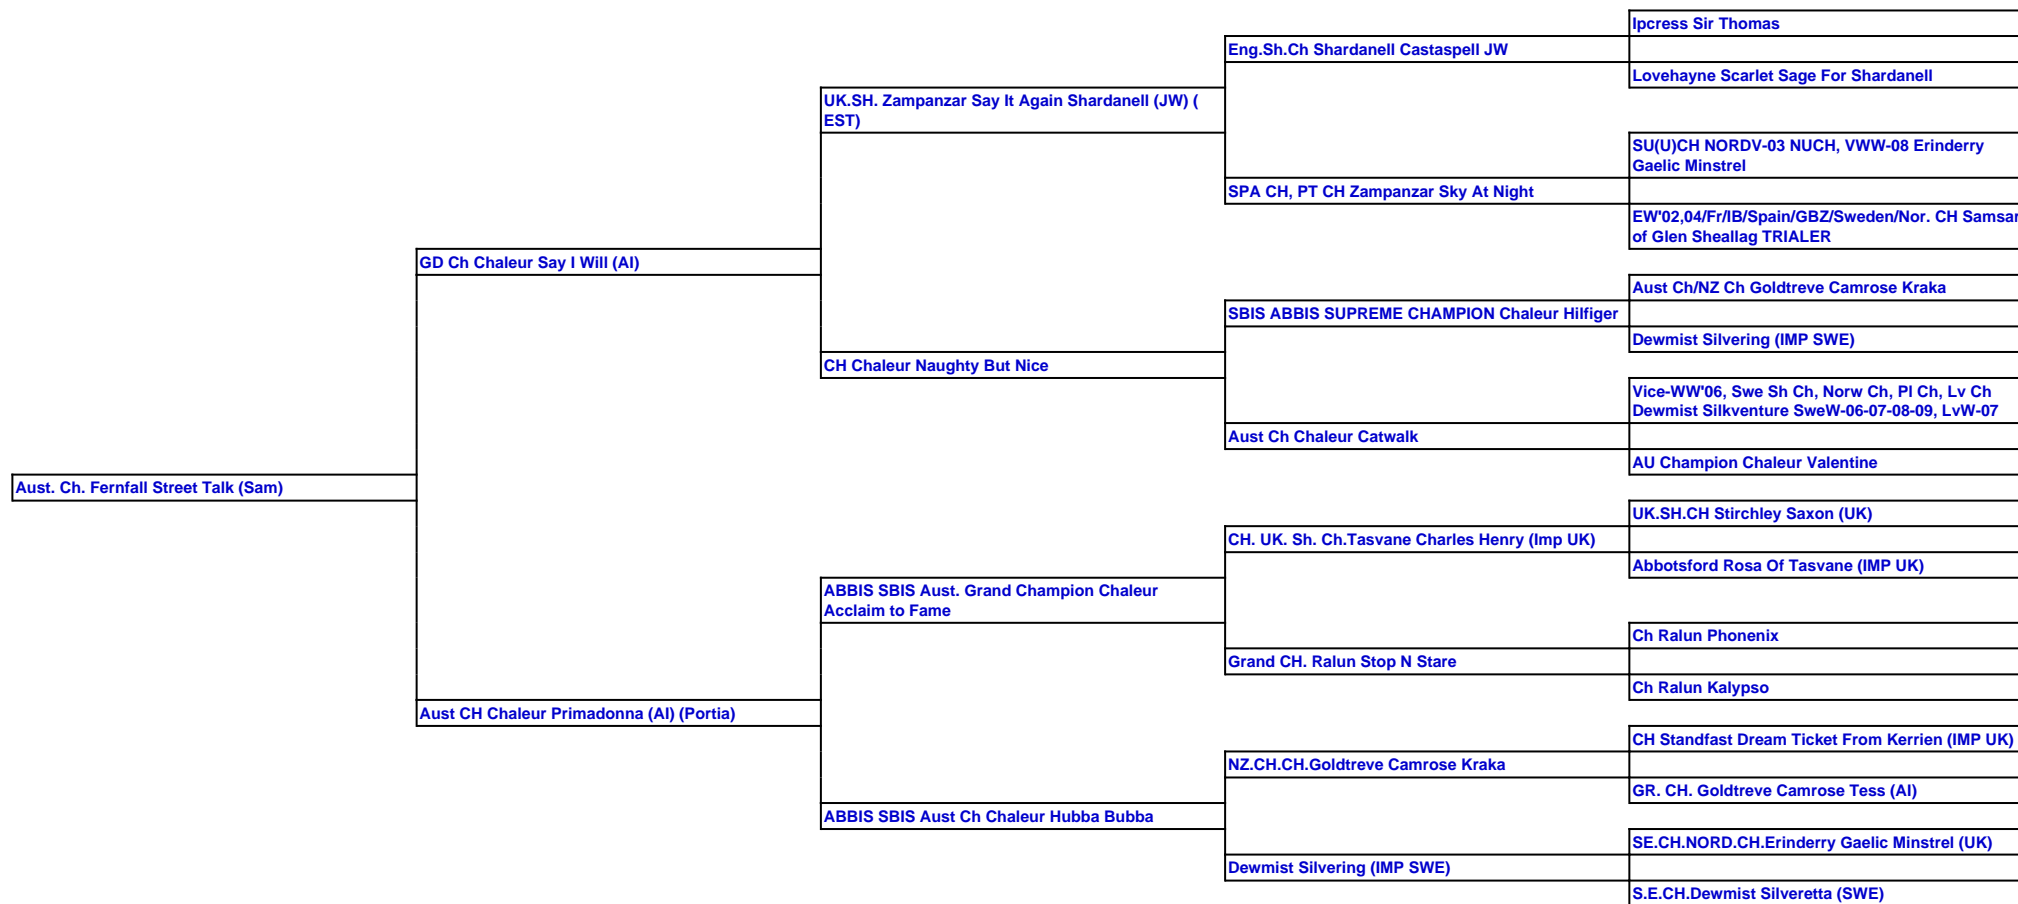 Ipcress Sir Thomas
Eng.Sh.Ch Shardanell Castaspell JW
Lovehayne Scarlet Sage For Shardanell
UK.SH. Zampanzar Say It Again Shardanell (JW) (
EST)
SU(U)CH NORDV-03 NUCH, VWW-08 Erinderry
Gaelic Minstrel
SPA CH, PT CH Zampanzar Sky At Night
EW'02,04/Fr/IB/Spain/GBZ/Sweden/Nor. CH Samsar
of Glen Sheallag TRIALER
GD Ch Chaleur Say I Will (AI)
Aust Ch/NZ Ch Goldtreve Camrose Kraka
SBIS ABBIS SUPREME CHAMPION Chaleur Hilfiger
Dewmist Silvering (IMP SWE)
CH Chaleur Naughty But Nice
Vice-WW'06, Swe Sh Ch, Norw Ch, Pl Ch, Lv Ch
Dewmist Silkventure SweW-06-07-08-09, LvW-07
Aust Ch Chaleur Catwalk
AU Champion Chaleur Valentine
Aust. Ch. Fernfall Street Talk (Sam)
UK.SH.CH Stirchley Saxon (UK)
CH. UK. Sh. Ch.Tasvane Charles Henry (Imp UK)
Abbotsford Rosa Of Tasvane (IMP UK)
ABBIS SBIS Aust. Grand Champion Chaleur
Acclaim to Fame
Ch Ralun Phonenix
Grand CH. Ralun Stop N Stare
Ch Ralun Kalypso
Aust CH Chaleur Primadonna (AI) (Portia)
CH Standfast Dream Ticket From Kerrien (IMP UK)
NZ.CH.CH.Goldtreve Camrose Kraka
GR. CH. Goldtreve Camrose Tess (AI)
ABBIS SBIS Aust Ch Chaleur Hubba Bubba
SE.CH.NORD.CH.Erinderry Gaelic Minstrel (UK)
Dewmist Silvering (IMP SWE)
S.E.CH.Dewmist Silveretta (SWE)